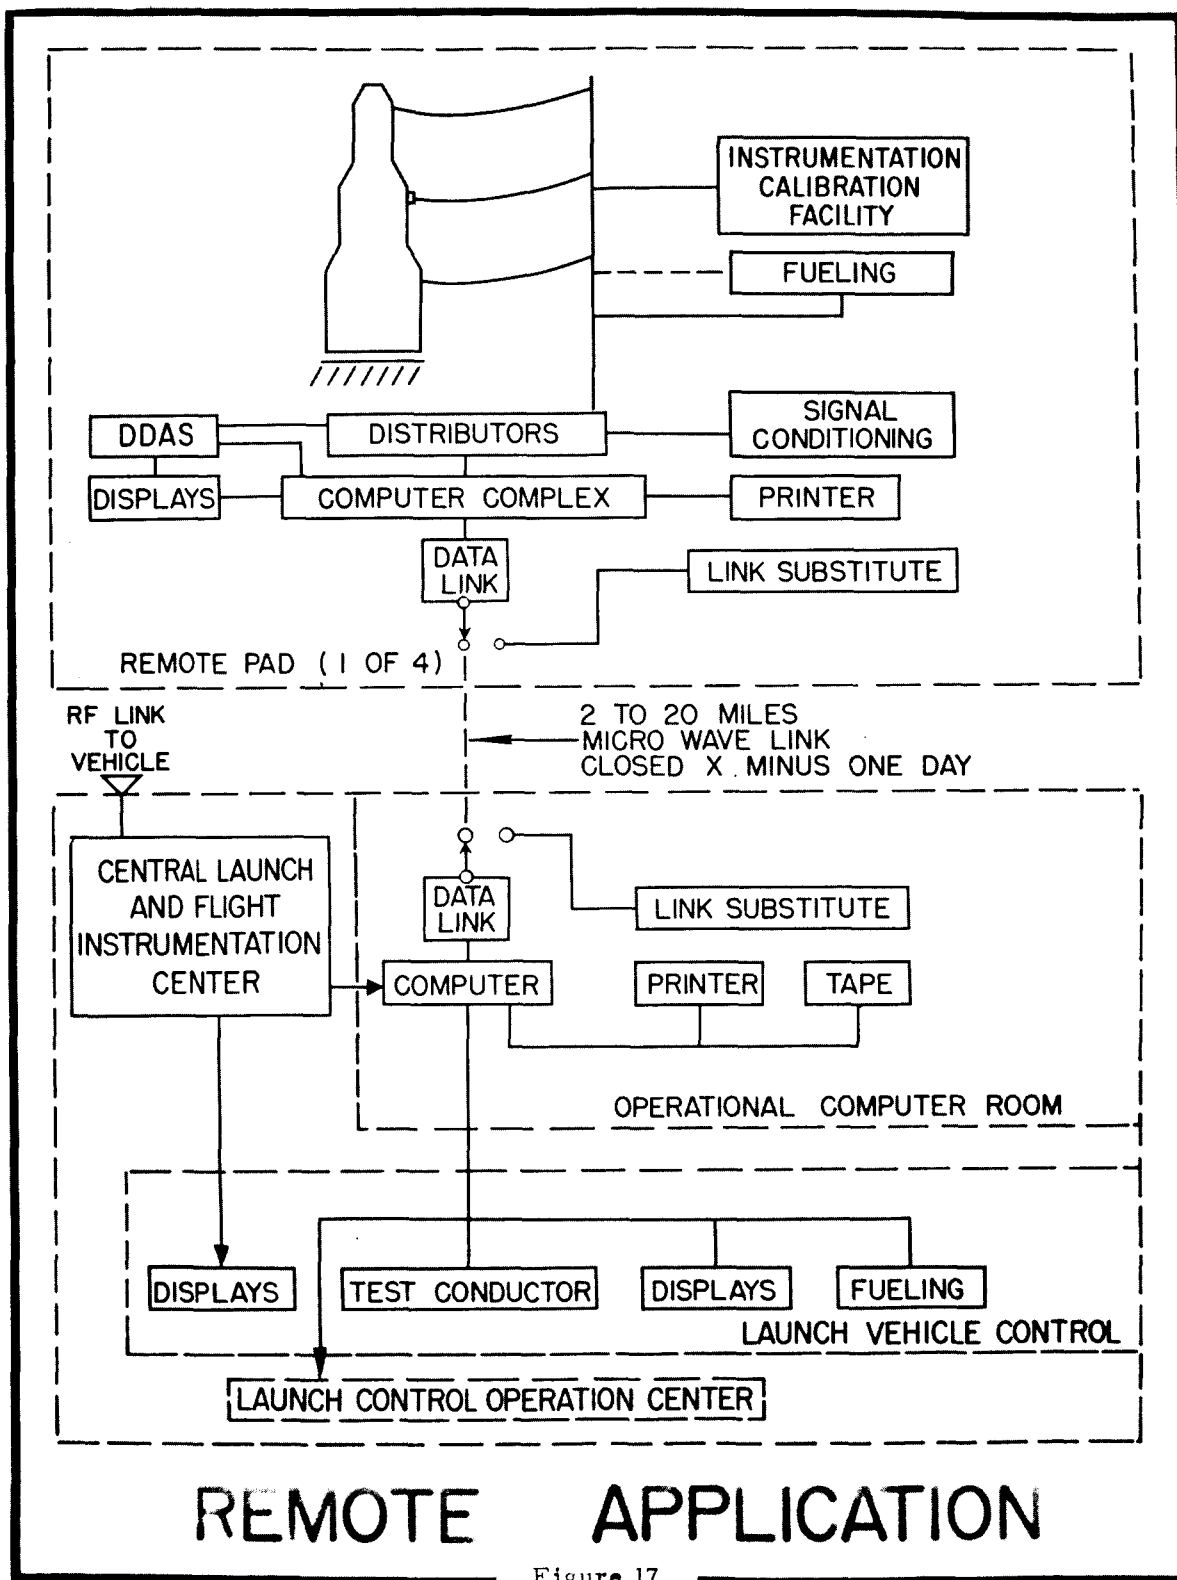 INSTRUMENTATION
CALIBRATION
FACILITY
FUELING
SIGNAL
CONDITIONING
DDAS
DISTRIBUTORS
DISPLAYS
COMPUTER COMPLEX
PRINTER
DATA
LINK
LINK SUBSTITUTE
REMOTE PAD (1 OF 4)
RF LINK
TO
VEHICLE
2 TO 20 MILES
MICRO WAVE LINK
CLOSED X MINUS ONE DAY
CENTRAL LAUNCH
AND FLIGHT
INSTRUMENTATION
CENTER
DATA
LINK
LINK SUBSTITUTE
COMPUTER
PRINTER
TAPE
OPERATIONAL COMPUTER ROOM
DISPLAYS
TEST CONDUCTOR
DISPLAYS
FUELING
LAUNCH VEHICLE CONTROL
LAUNCH CONTROL OPERATION CENTER
REMOTE APPLICATION
Figure 17